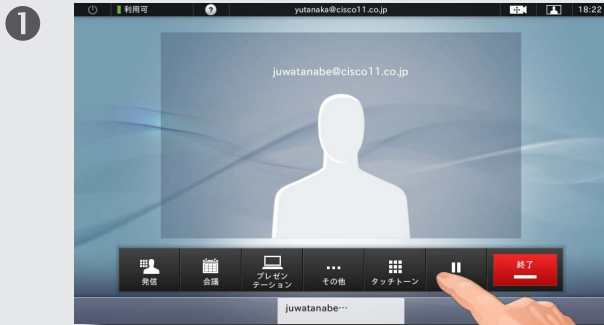 1
利用可
?
yutanaka@cisco11.co.jp
18:22
juwatanabe@cisco11.co.jp
発信
会議
プレゼン
テーション
その他
タッチトーン
終了
juwatanabe…